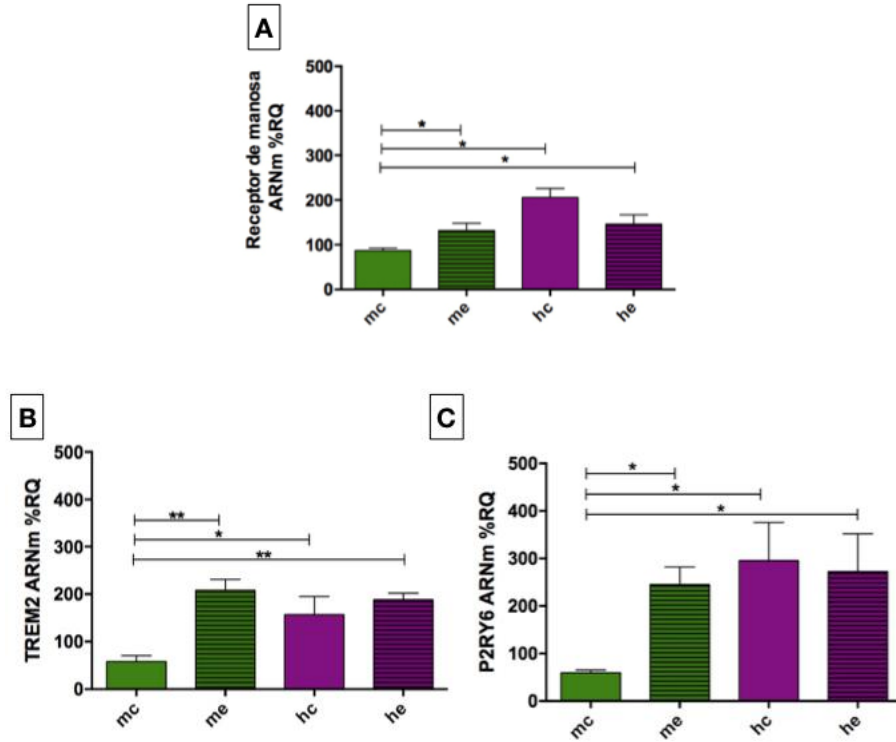 A
Receptor de manosa
ARNm %RQ
500
400
300
200
100
0
*
*
*
mc
me
hc
he
B
TREM2 ARNm %RQ
500
400
300
200
100
0
**
*
**
mc
me
hc
he
C
P2RY6 ARNm %RQ
500
400
300
200
100
0
*
*
*
mc
me
hc
he